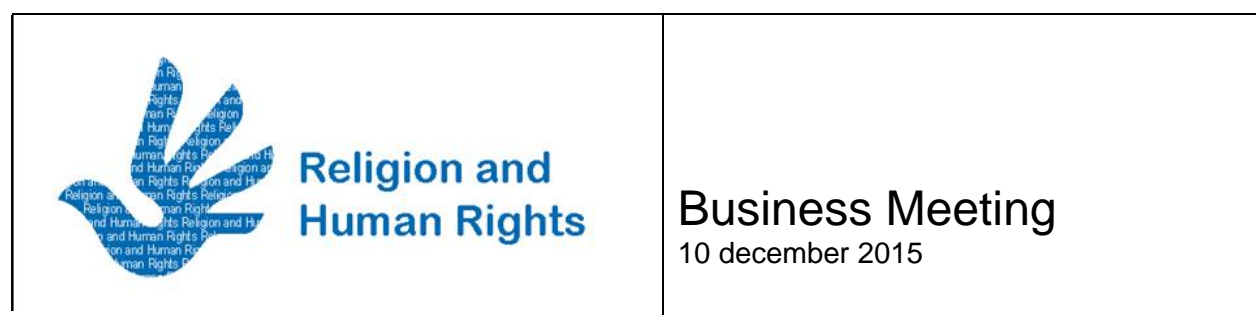 Religion and
Human Rights
Business Meeting
10 december 2015